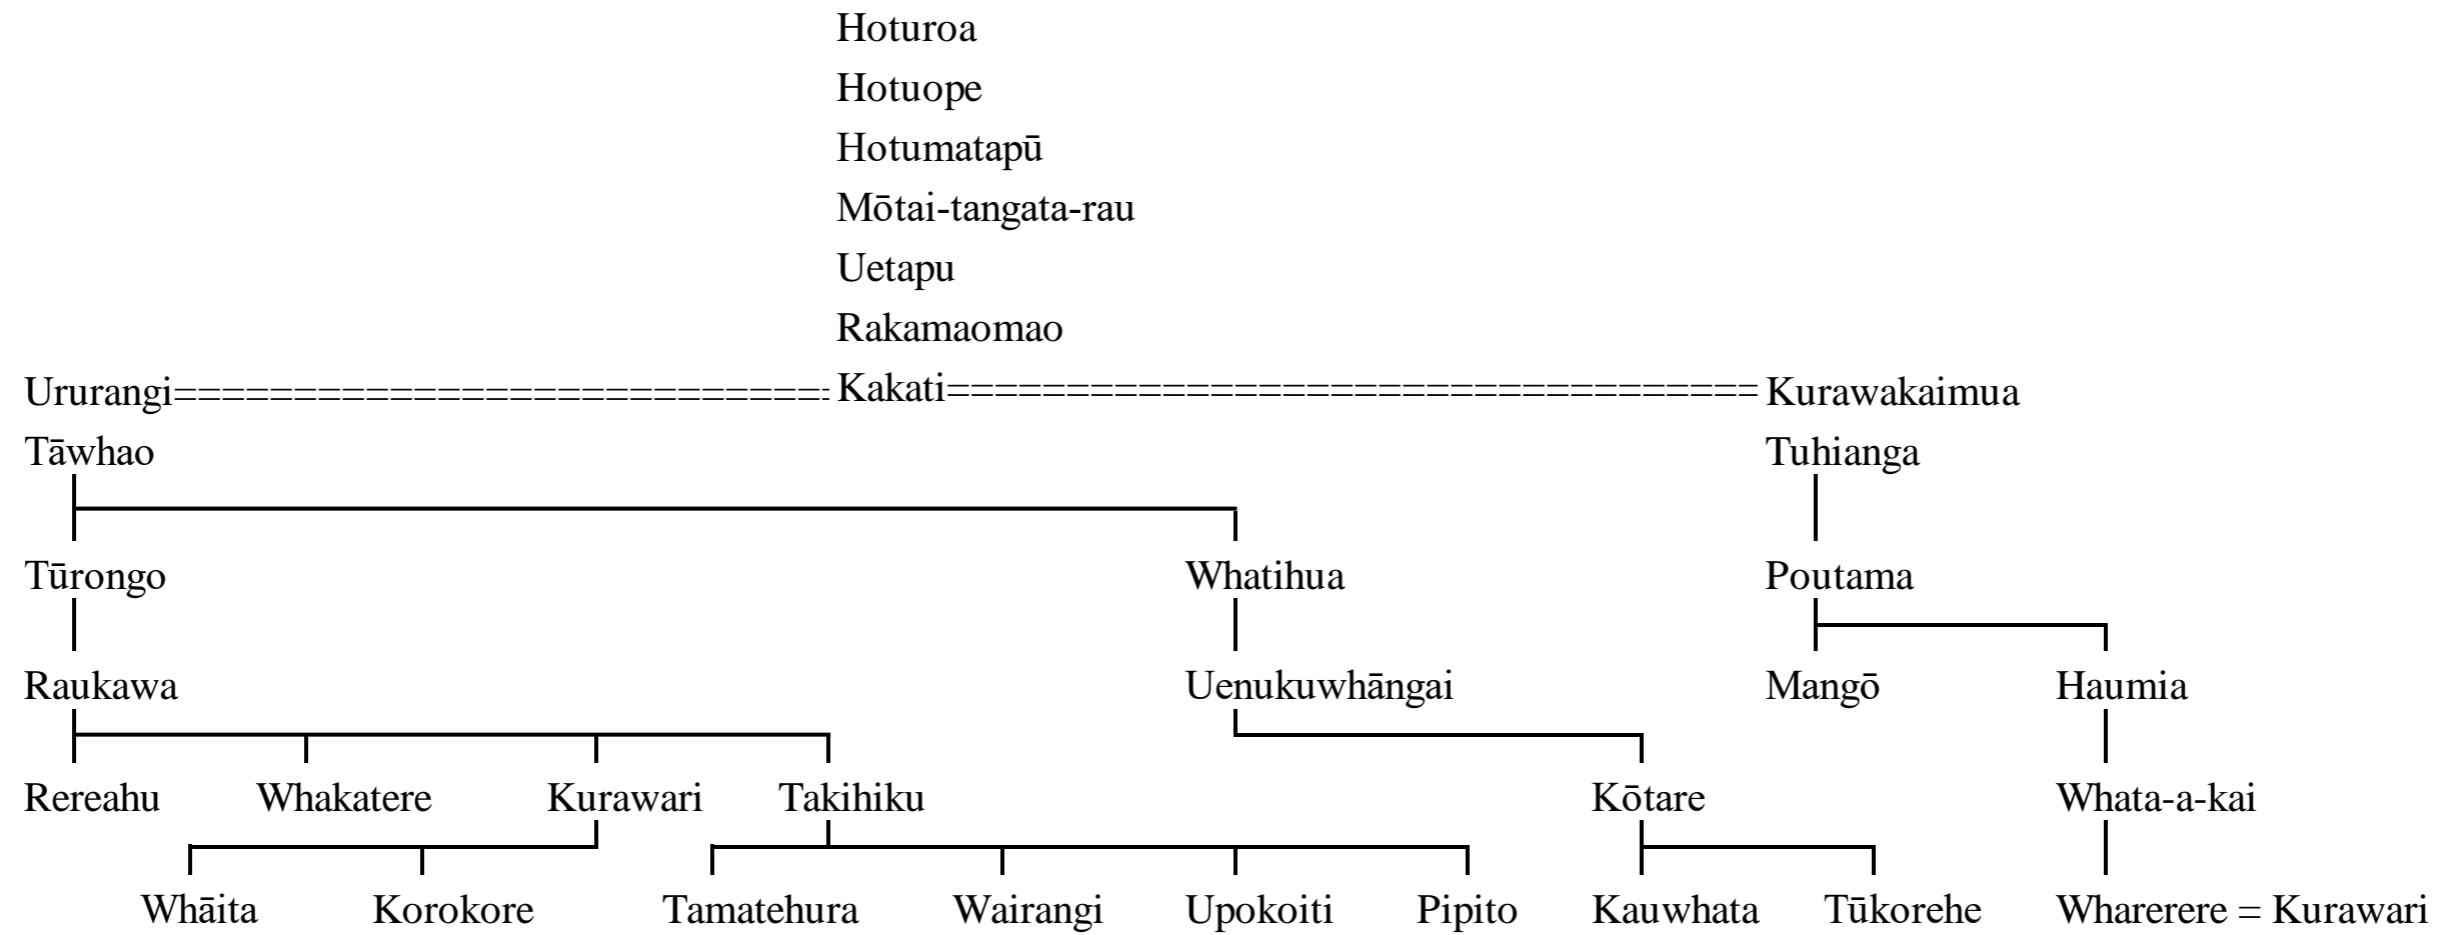 Hoturoa
Hotuope
Hotumatapū
Mōtai-tangata-rau
Uetapu
Rakamaomao
Ururangi=========================== Kakati================================== Kurawakaimua
Tāwhao Tuhianga
Tūrongo Whatihua Poutama
Raukawa Uenukuwhāngai Mangō Haumia
Rereahu Whakatere Kurawari Takihiku Kōtare Whata-a-kai
Whāita Korokore Tamatehura Wairangi Upokoiti Pipito Kauwhata Tūkorehe Wharerere = Kurawari